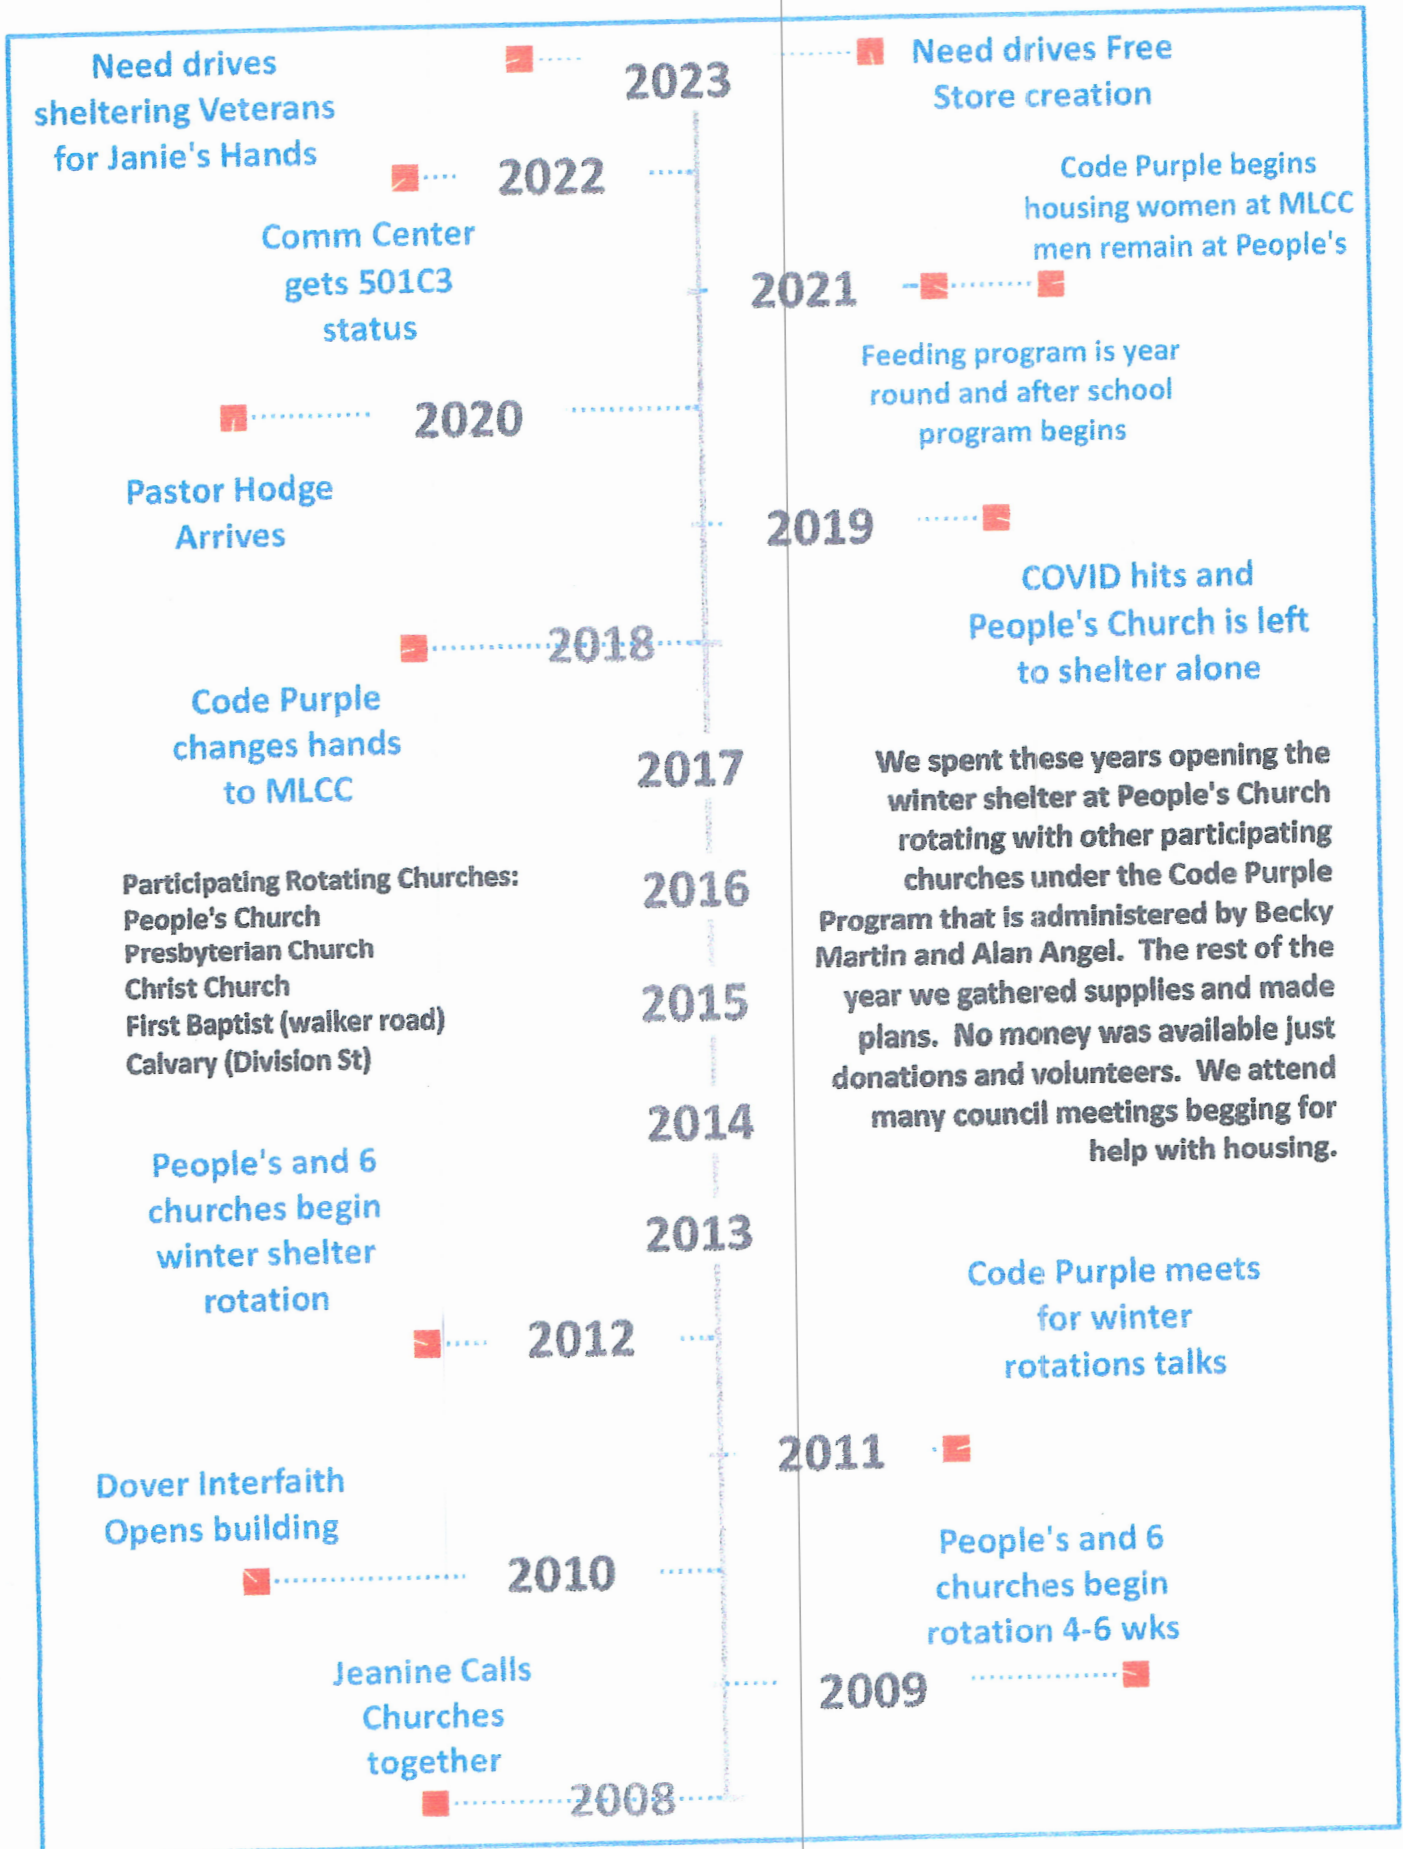 Need drives
sheltering Veterans
for Janie's Hands
2023
Need drives Free
Store creation
2022
Comm Center
gets 501C3
status
Code Purple begins
housing women at MLCC
men remain at People's
2021
Feeding program is year
round and after school
program begins
2020
Pastor Hodge
Arrives
2019
COVID hits and
People's Church is left
to shelter alone
2018
Code Purple
changes hands
to MLCC
2017
We spent these years opening the
winter shelter at People's Church
rotating with other participating
churches under the Code Purple
Program that is administered by Becky
Martin and Alan Angel. The rest of the
year we gathered supplies and made
plans. No money was available just
donations and volunteers. We attend
many council meetings begging for
help with housing.
Participating Rotating Churches:
People's Church
Presbyterian Church
Christ Church
First Baptist (walker road)
Calvary (Division St)
2016
2015
2014
People's and 6
churches begin
winter shelter
rotation
2013
2012
Code Purple meets
for winter
rotations talks
2011
Dover Interfaith
Opens building
2010
People's and 6
churches begin
rotation 4-6 wks
2009
Jeanine Calls
Churches
together
2008